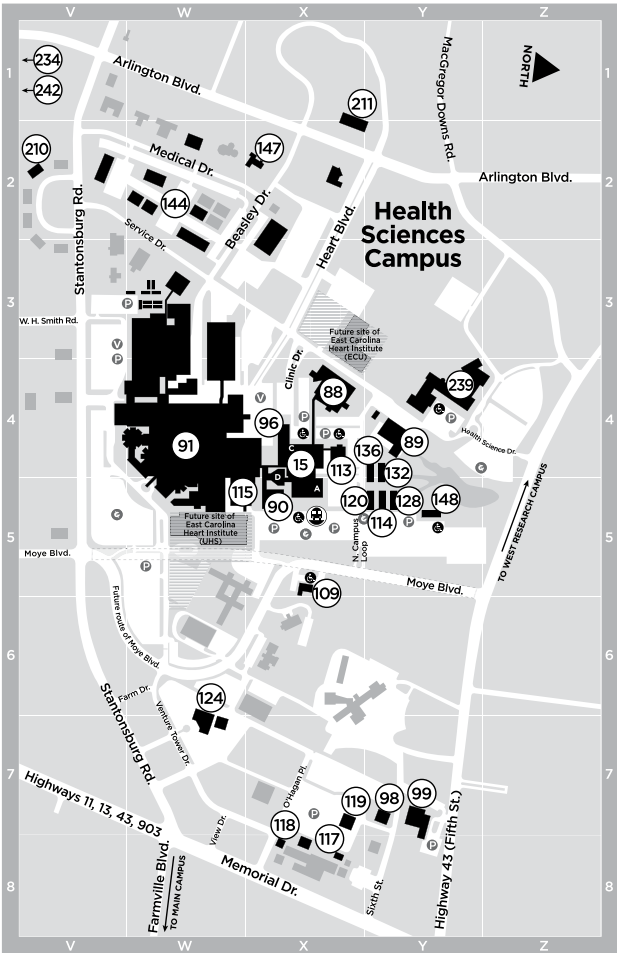 V W X Y Z
1
2
3
4
5
6
7
8
1
2
3
4
5
6
7
8
V W X Y Z
NORTH
Health
Sciences
Campus
234
242
210
211
147
144
Arlington Blvd.
MacGregor Downs Rd.
Arlington Blvd.
Medical Dr.
Beasley Dr.
Heart Blvd.
Stantonsburg Rd.
Service Dr.
W. H. Smith Rd.
P
V
P
Future site of
East Carolina
Heart Institute
(ECU)
Clinic Dr.
88
239
V
P
P
P
96
91
C
15
D
A
136
89
Health Science Dr.
G
113
132
115
90
120
128
148
114
G
Future site of
East Carolina
Heart Institute
(UHS)
P
G
P
G
P
N. Campus
Loop
TO WEST RESEARCH CAMPUS
Moye Blvd.
P
Moye Blvd.
109
Future route of Moye Blvd.
Farm Dr.
124
Venture Tower Dr.
Stantonsburg Rd.
Highways 11, 13, 43, 903
View Dr.
O'Hagan Pl.
P
118
117
119
98
99
P
Memorial Dr.
Sixth St.
Highway 43 (Fifth St.)
Farmville Blvd.
TO MAIN CAMPUS